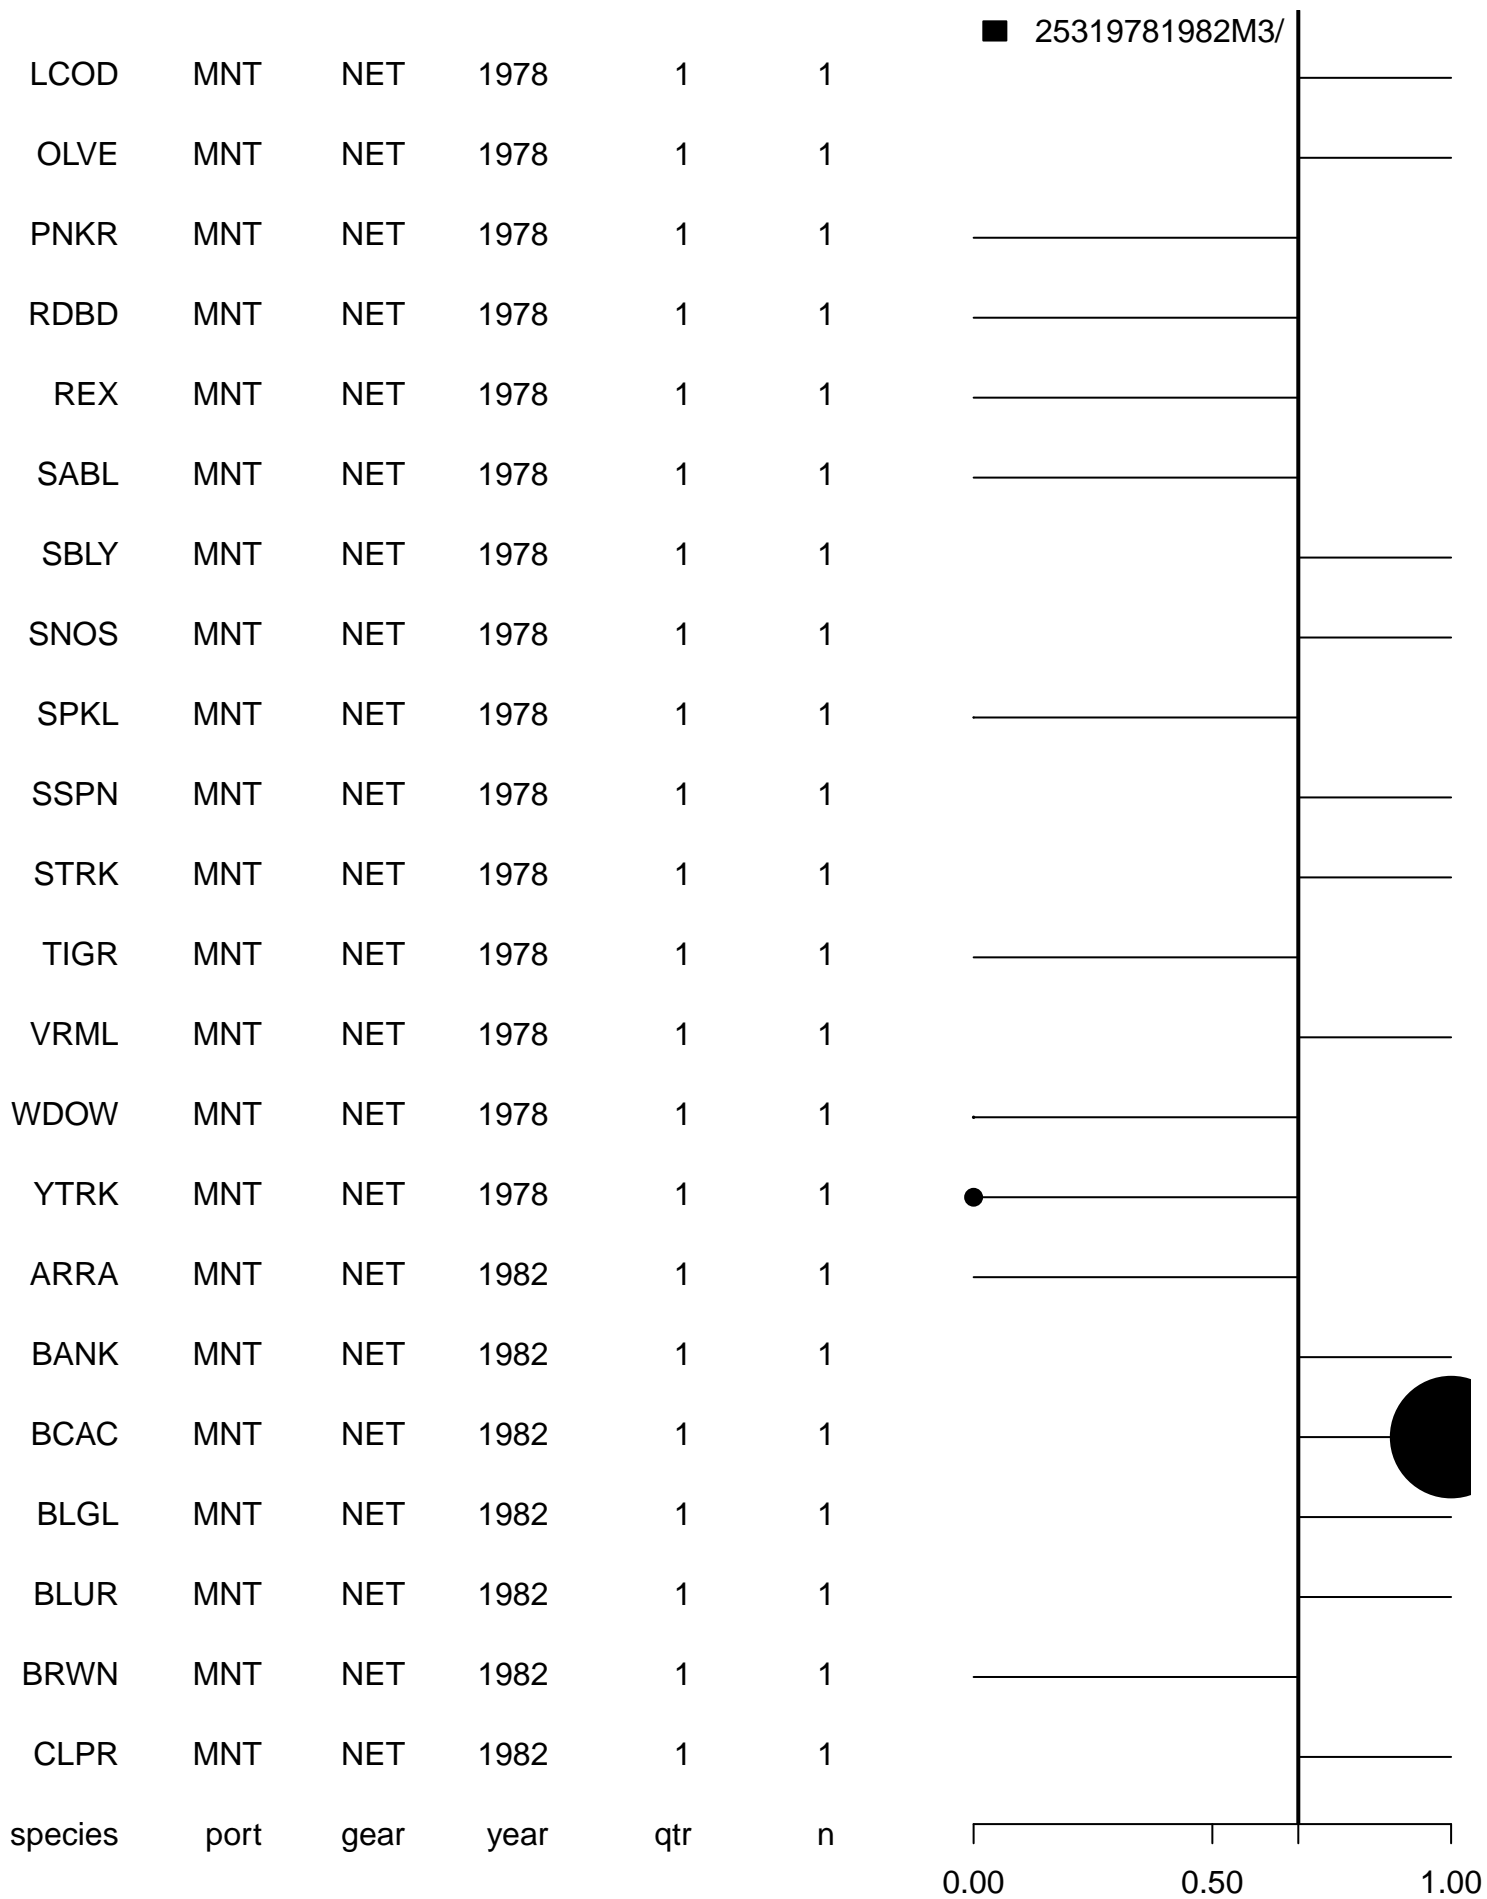 25319781982M3/
LCOD MNT NET 1978 1 1
OLVE MNT NET 1978 1 1
PNKR MNT NET 1978 1 1
RDBD MNT NET 1978 1 1
REX MNT NET 1978 1 1
SABL MNT NET 1978 1 1
SBLY MNT NET 1978 1 1
SNOS MNT NET 1978 1 1
SPKL MNT NET 1978 1 1
SSPN MNT NET 1978 1 1
STRK MNT NET 1978 1 1
TIGR MNT NET 1978 1 1
VRML MNT NET 1978 1 1
WDOW MNT NET 1978 1 1
YTRK MNT NET 1978 1 1
ARRA MNT NET 1982 1 1
BANK MNT NET 1982 1 1
BCAC MNT NET 1982 1 1
BLGL MNT NET 1982 1 1
BLUR MNT NET 1982 1 1
BRWN MNT NET 1982 1 1
CLPR MNT NET 1982 1 1
species port gear year qtr n
0.00 0.50 1.00